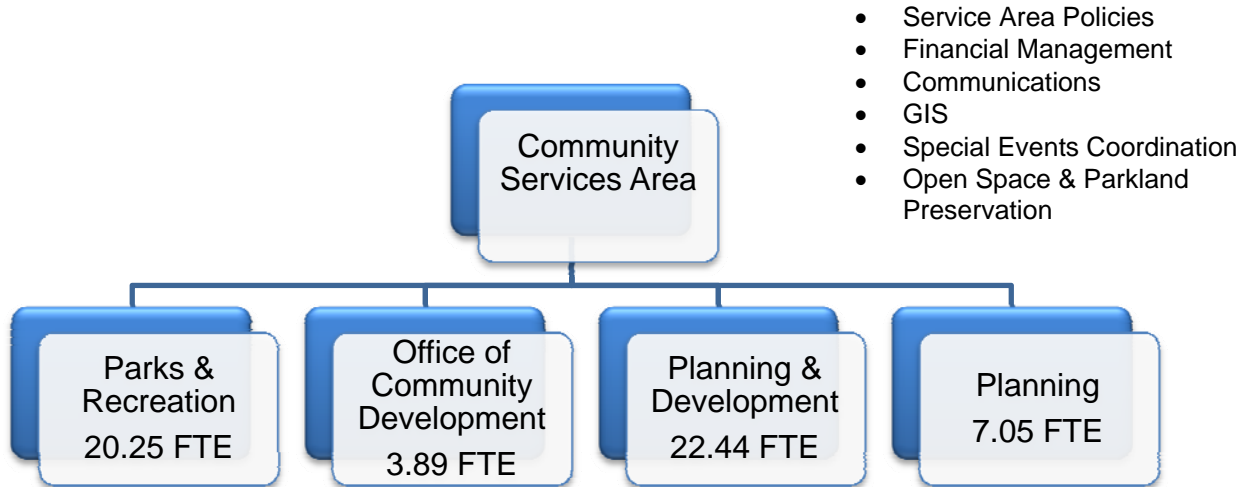 • Service Area Policies
• Financial Management
• Communications
• GIS
• Special Events Coordination
• Open Space & Parkland
Preservation
Community
Services Area
Parks &
Recreation
20.25 FTE
Office of
Community
Development
3.89 FTE
Planning &
Development
22.44 FTE
Planning
7.05 FTE